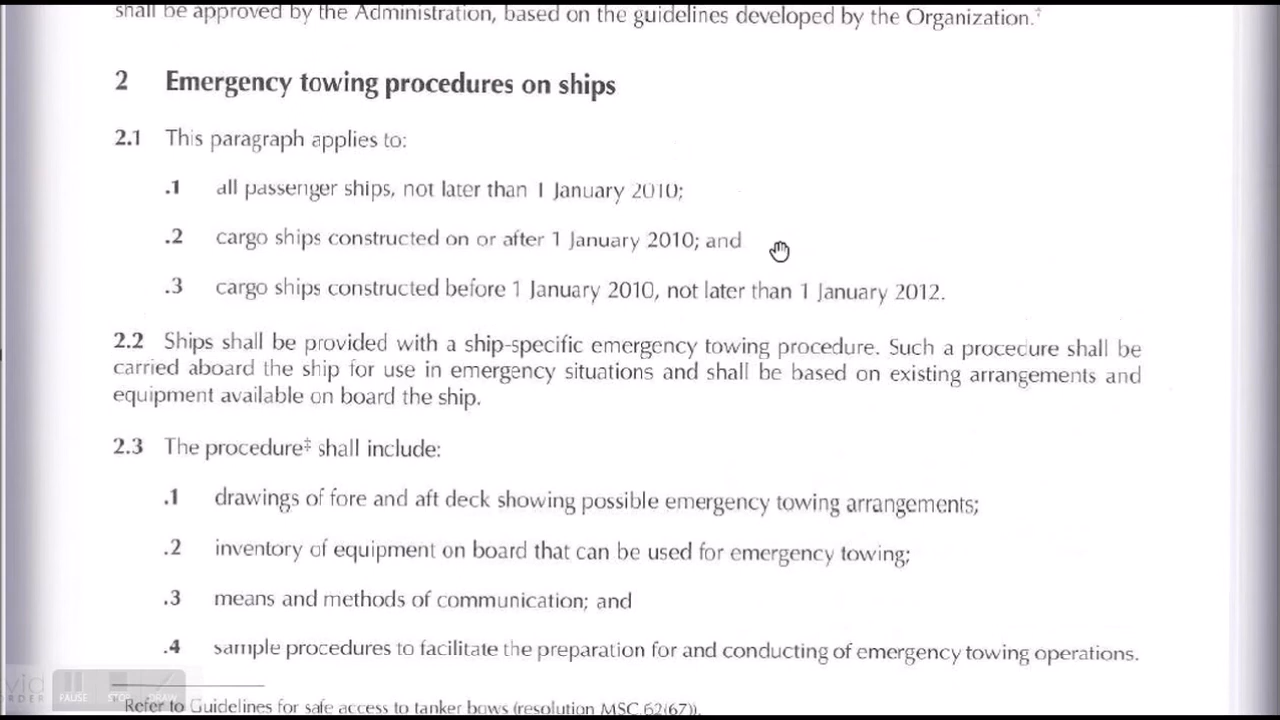 shall be approved by the Administration, based on the guidelines developed by the Organization.†
2 Emergency towing procedures on ships
2.1 This paragraph applies to:
.1 all passenger ships, not later than 1 January 2010;
.2 cargo ships constructed on or after 1 January 2010; and
.3 cargo ships constructed before 1 January 2010, not later than 1 January 2012.
2.2 Ships shall be provided with a ship-specific emergency towing procedure. Such a procedure shall be
carried aboard the ship for use in emergency situations and shall be based on existing arrangements and
equipment available on board the ship.
2.3 The procedure‡ shall include:
.1 drawings of fore and aft deck showing possible emergency towing arrangements;
.2 inventory of equipment on board that can be used for emergency towing;
.3 means and methods of communication; and
.4 sample procedures to facilitate the preparation for and conducting of emergency towing operations.
PAUSE STOP DRAW
Refer to Guidelines for safe access to tanker bows (resolution MSC.62(67)).